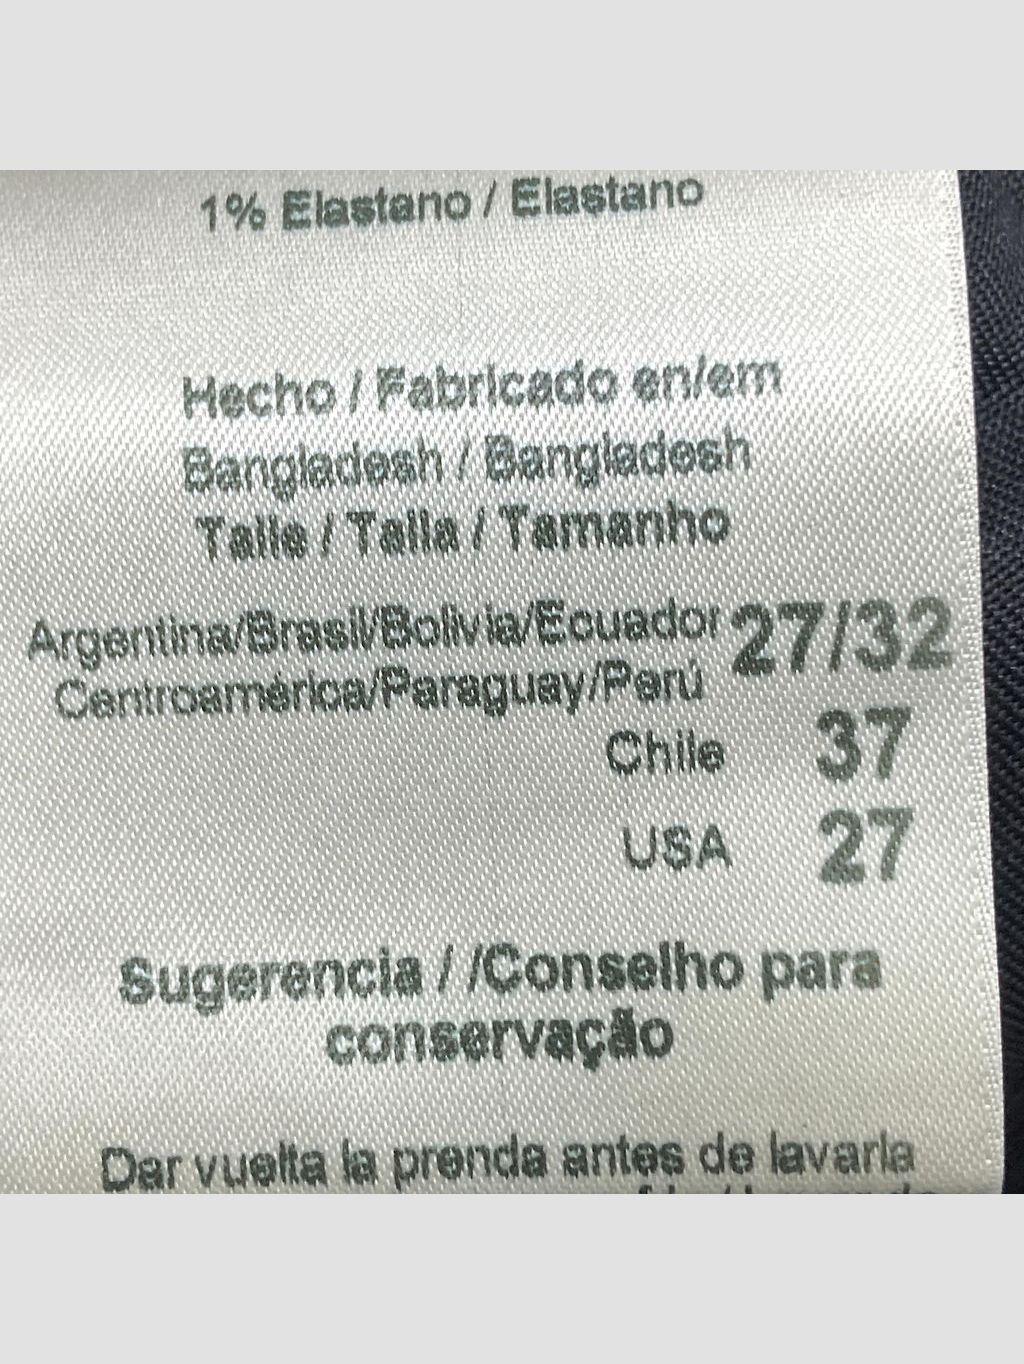 1% Elastano / Elastano
Hecho / Fabricado en/em
Bangladesh / Bangladesh
Talle / Talla / Tamanho
Argentina/Brasil/Bolivia/Ecuador 27/32
Centroamérica/Paraguay/Perú
Chile 37
USA 27
Sugerencia / /Conselho para
conservação
Dar vuelta la prenda antes de lavarla